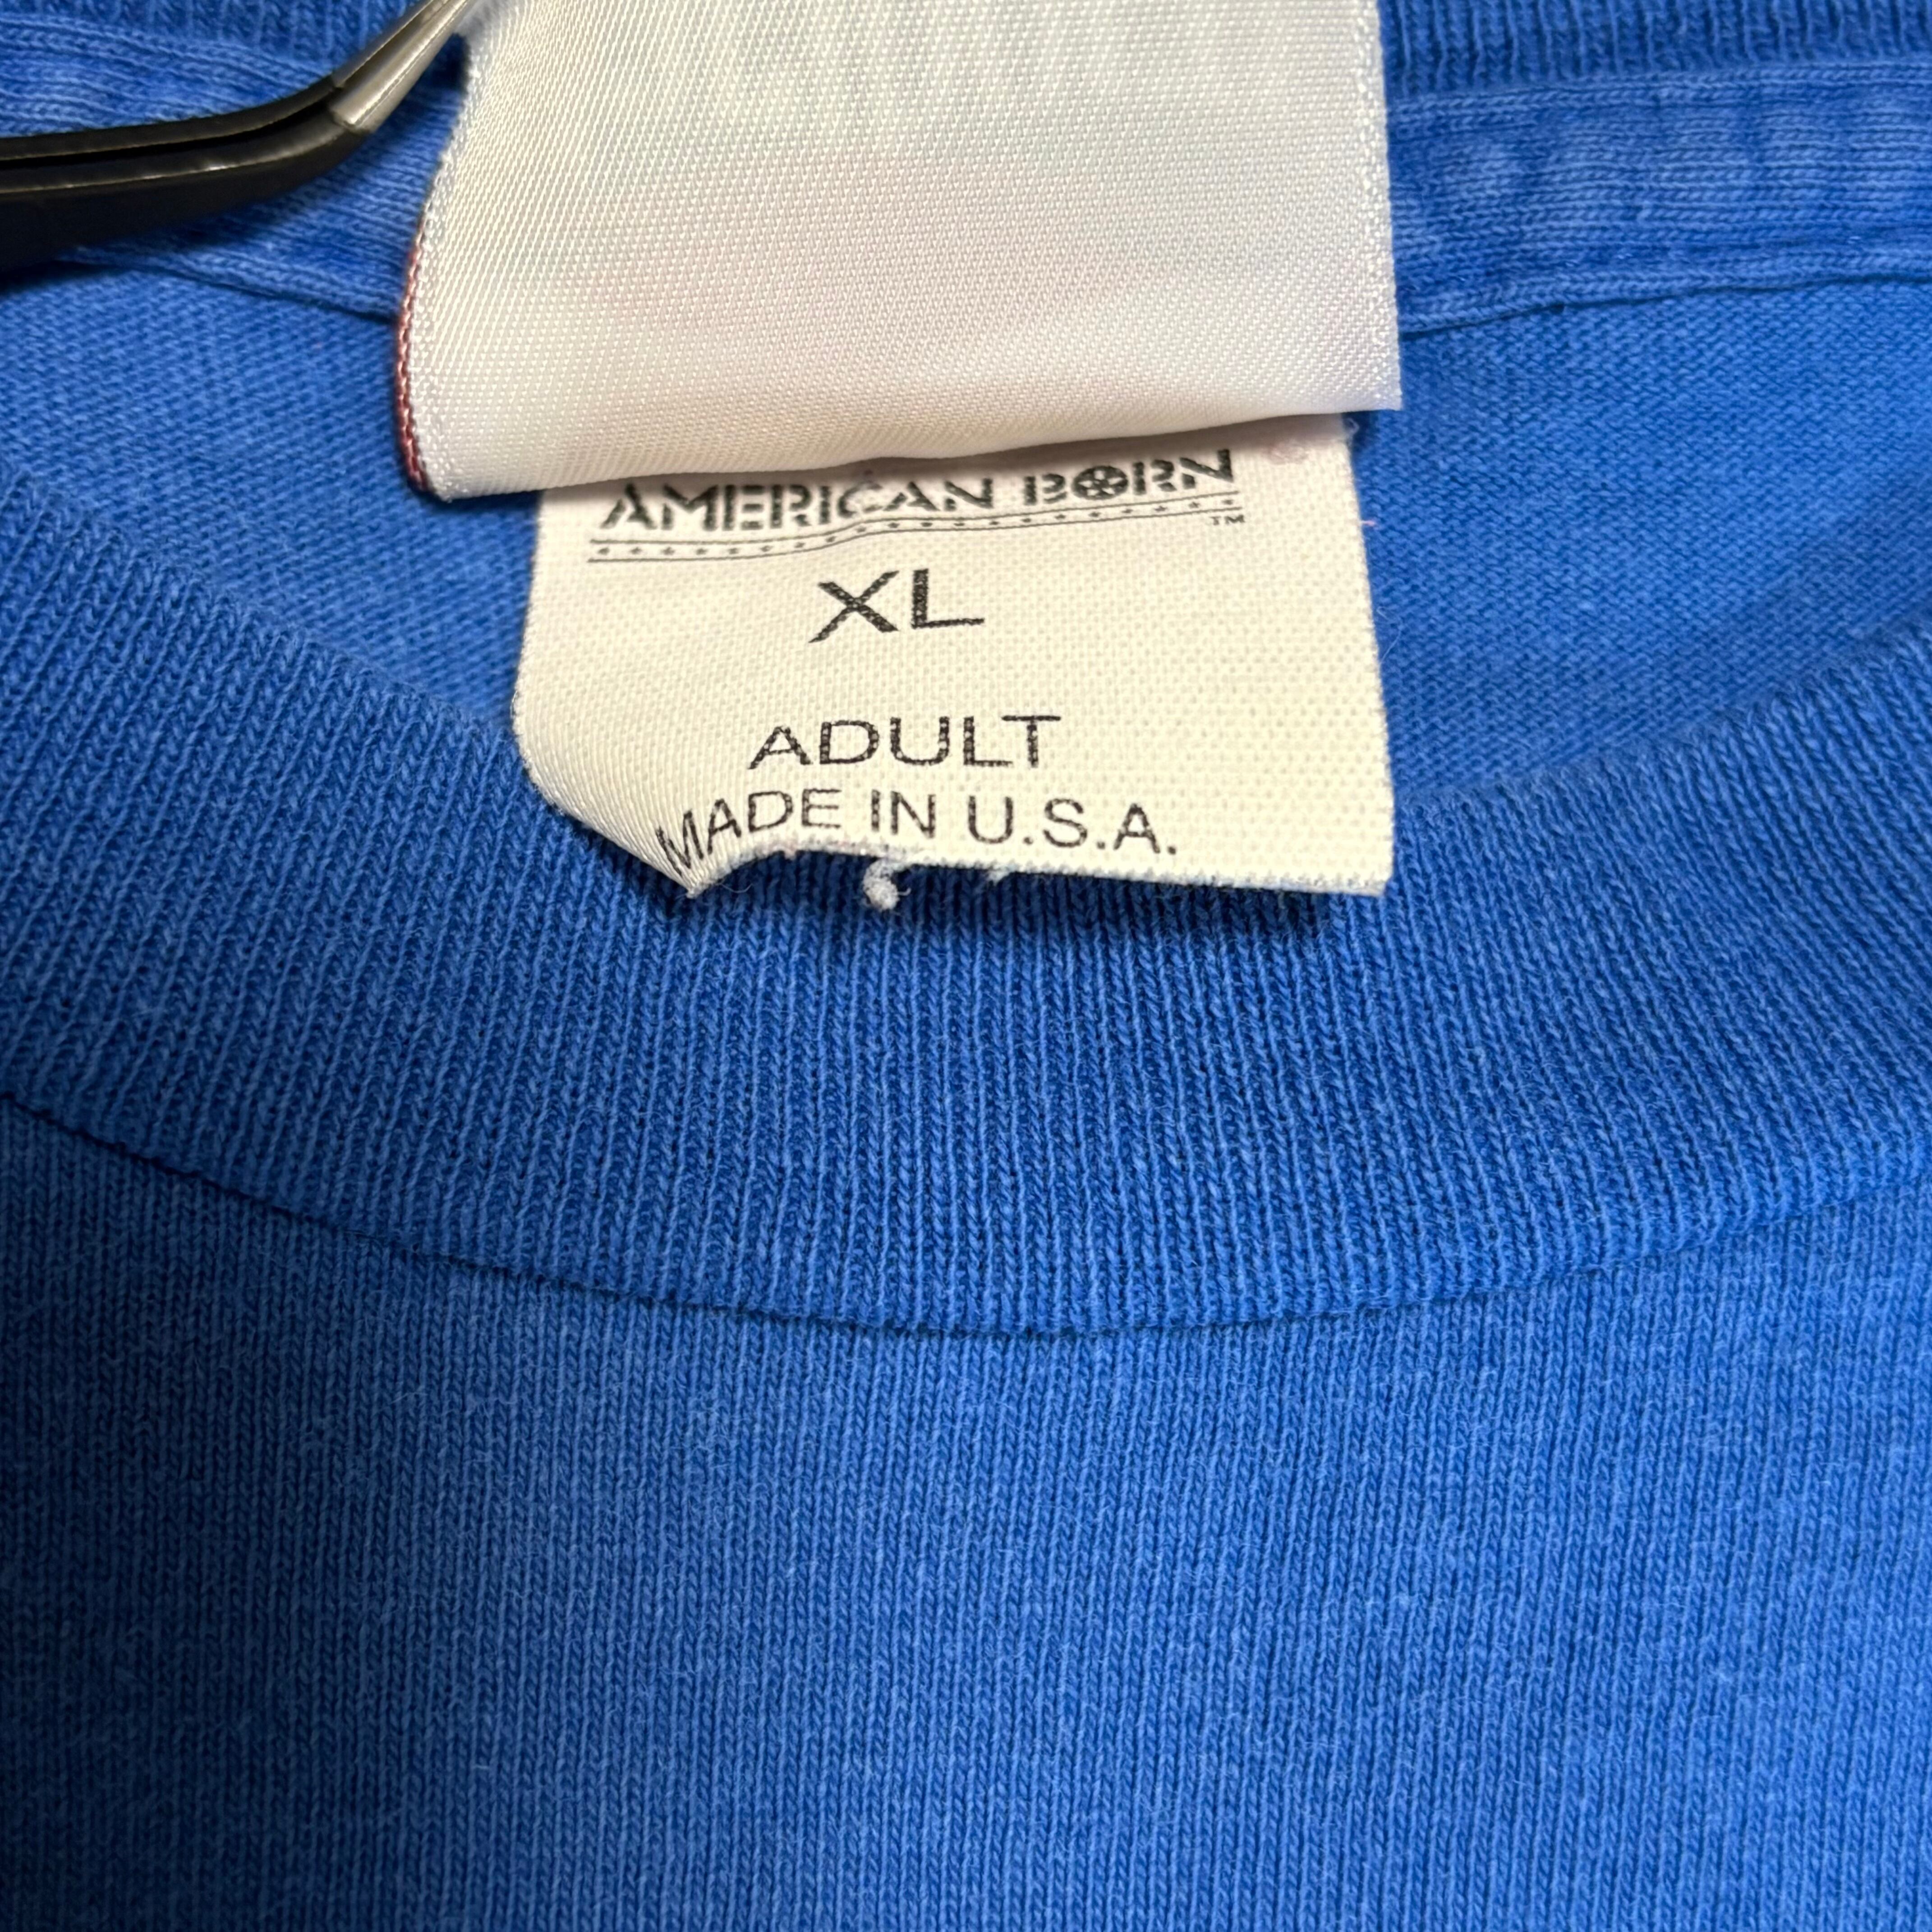 AMERICAN BORN
TM
XL
ADULT
MADE IN U.S.A.